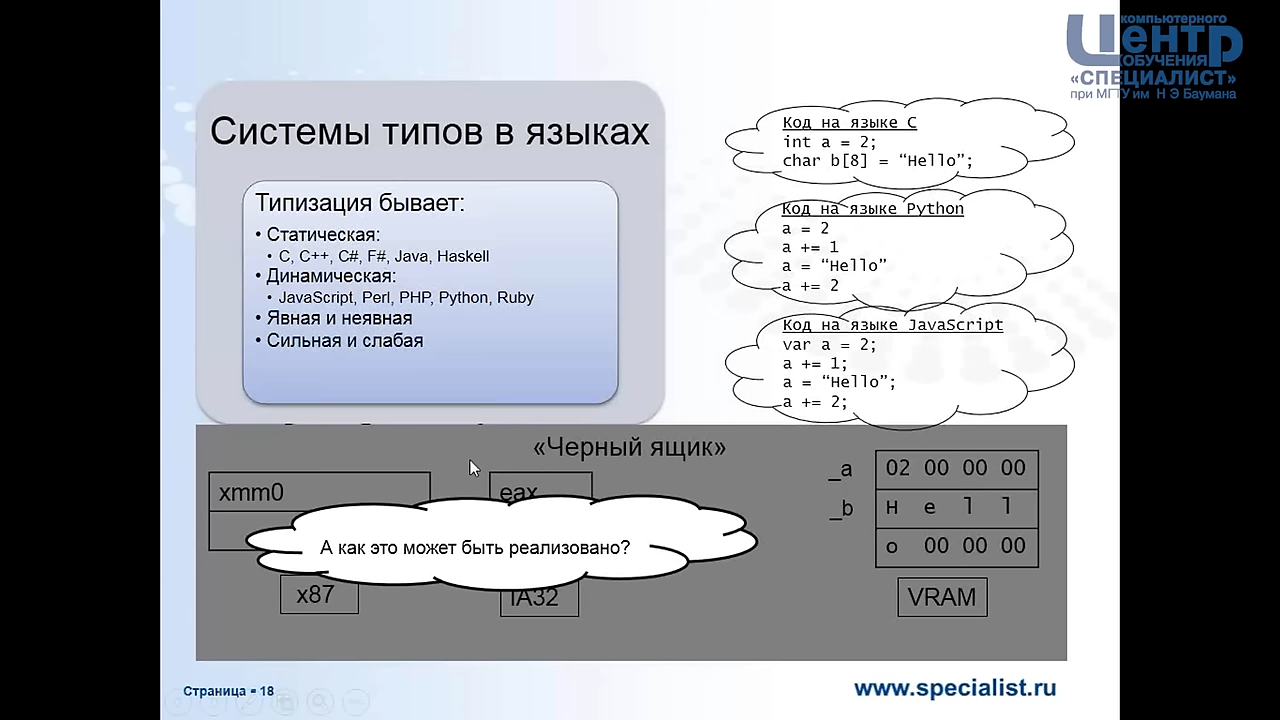 компьютерного
Центр
ОБУЧЕНИЯ
«СПЕЦИАЛИСТ»
при МГТУ им Н Э Баумана
Системы типов в языках
Типизация бывает:
• Статическая:
• C, C++, C#, F#, Java, Haskell
• Динамическая:
• JavaScript, Perl, PHP, Python, Ruby
• Явная и неявная
• Сильная и слабая
Код на языке C
int a = 2;
char b[8] = “Hello”;
Код на языке Python
a = 2
a += 1
a = “Hello”
a += 2
Код на языке JavaScript
var a = 2;
a += 1;
a = “Hello”;
a += 2;
«Черный ящик»
xmm0
eax
А как это может быть реализовано?
x87
IA32
_a 02 00 00 00
_b H e l l
o 00 00 00
VRAM
Страница ▪ 18
www.specialist.ru